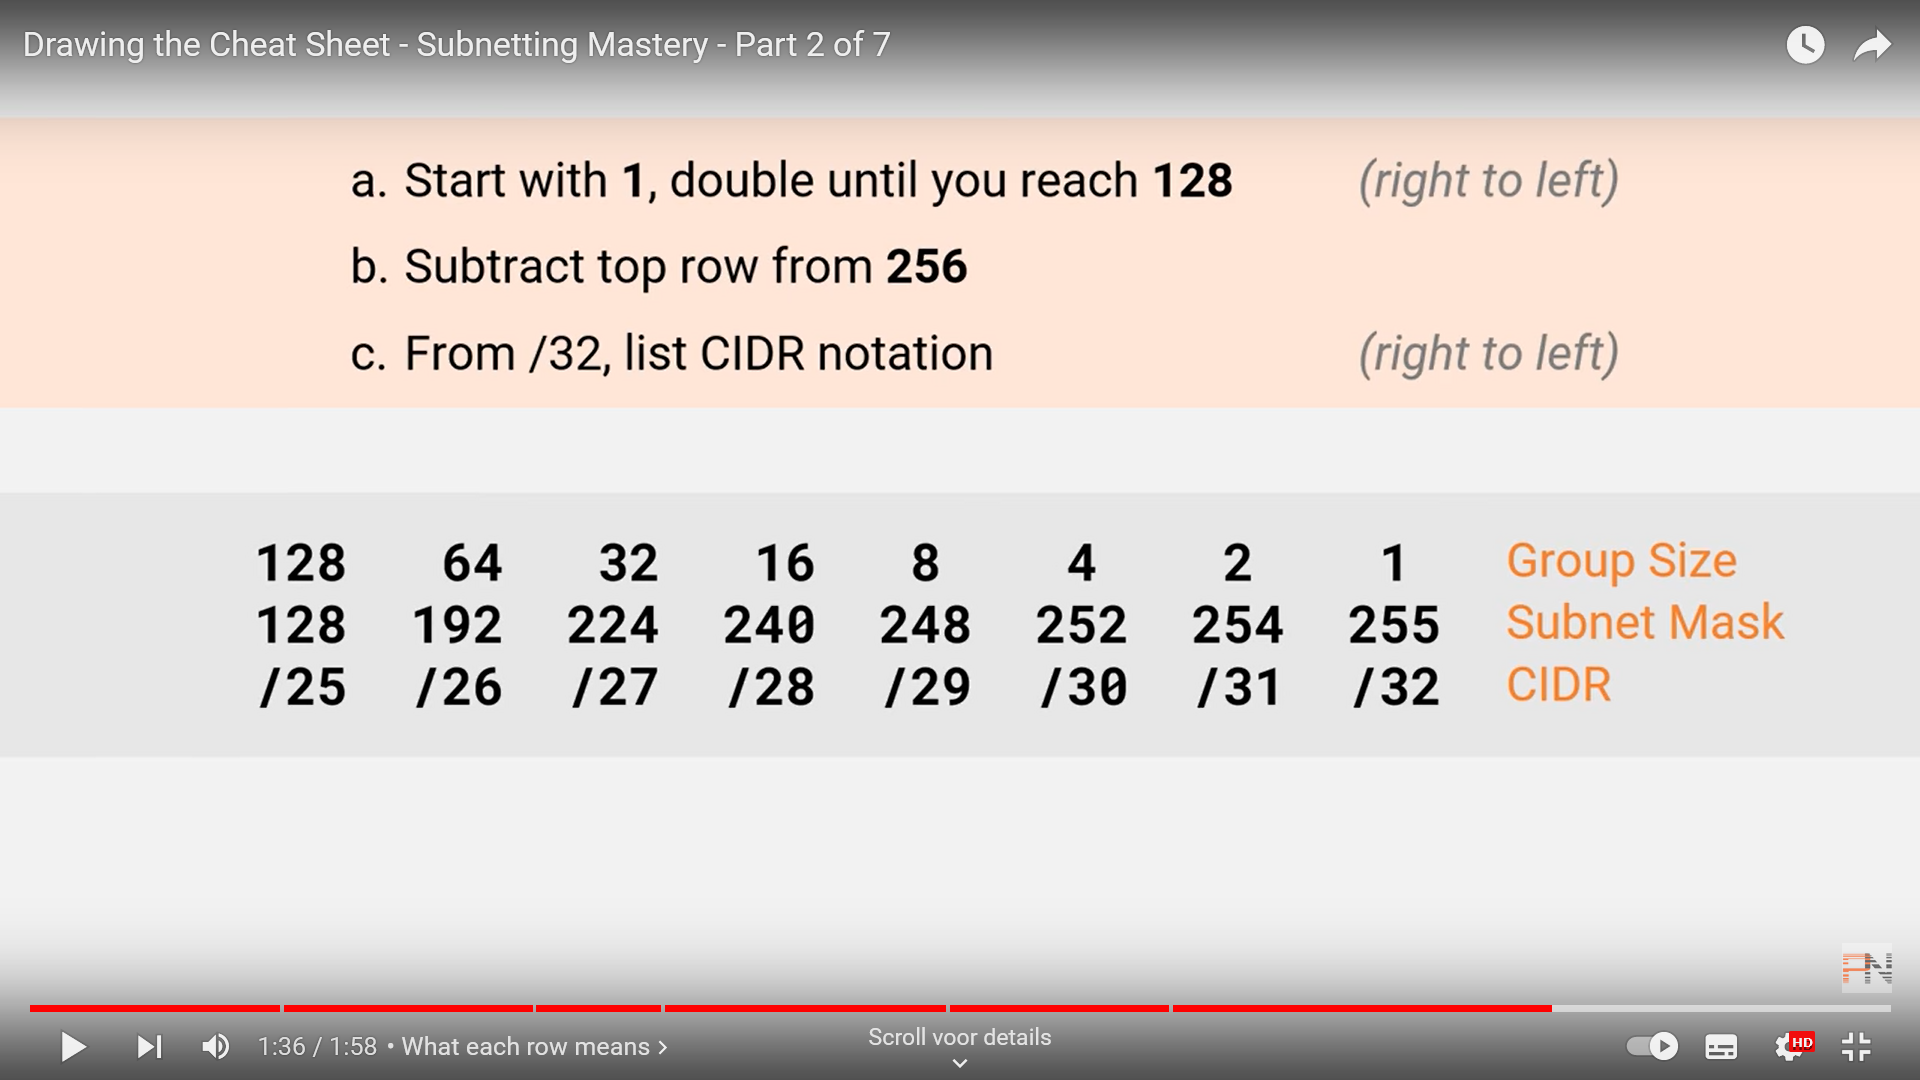 Drawing the Cheat Sheet - Subnetting Mastery - Part 2 of 7
a. Start with 1, double until you reach 128 (right to left)
b. Subtract top row from 256
c. From /32, list CIDR notation (right to left)
128 64 32 16 8 4 2 1 Group Size
128 192 224 240 248 252 254 255 Subnet Mask
/25 /26 /27 /28 /29 /30 /31 /32 CIDR
PN
1:36 / 1:58 • What each row means
Scroll voor details
HD